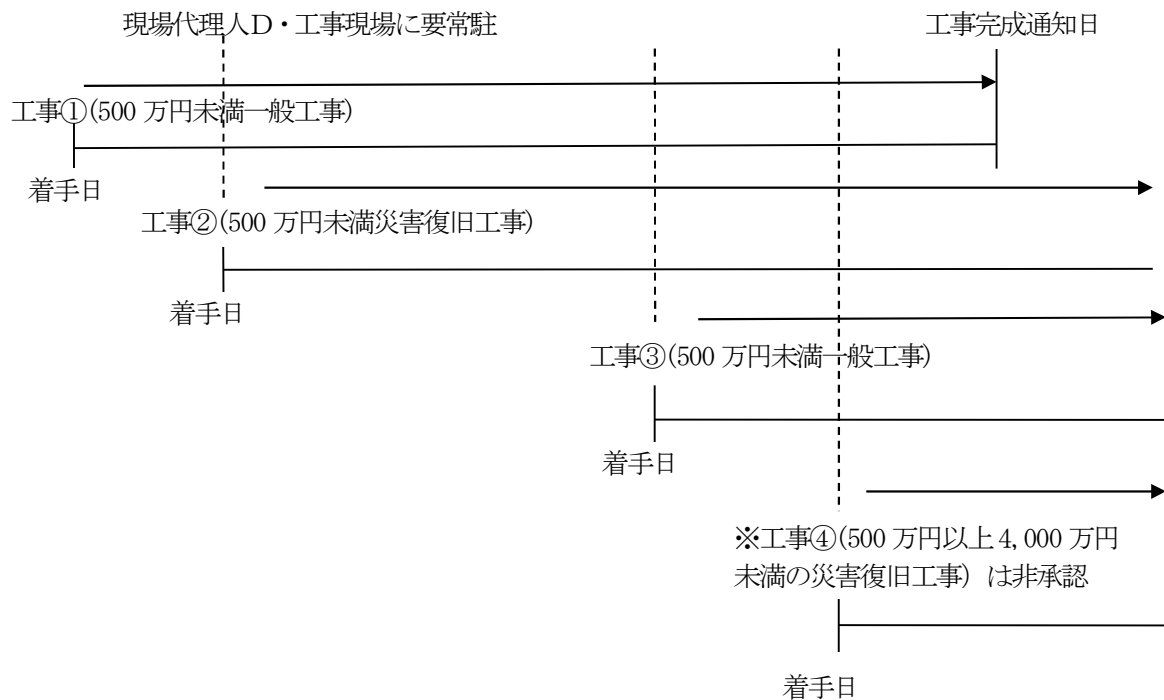 現場代理人D・工事現場に要常駐
工事完成通知日
工事①(500 万円未満一般工事)
着手日
工事②(500 万円未満災害復旧工事)
着手日
工事③(500 万円未満一般工事)
着手日
※工事④(500 万円以上 4,000 万円
未満の災害復旧工事）は非承認
着手日